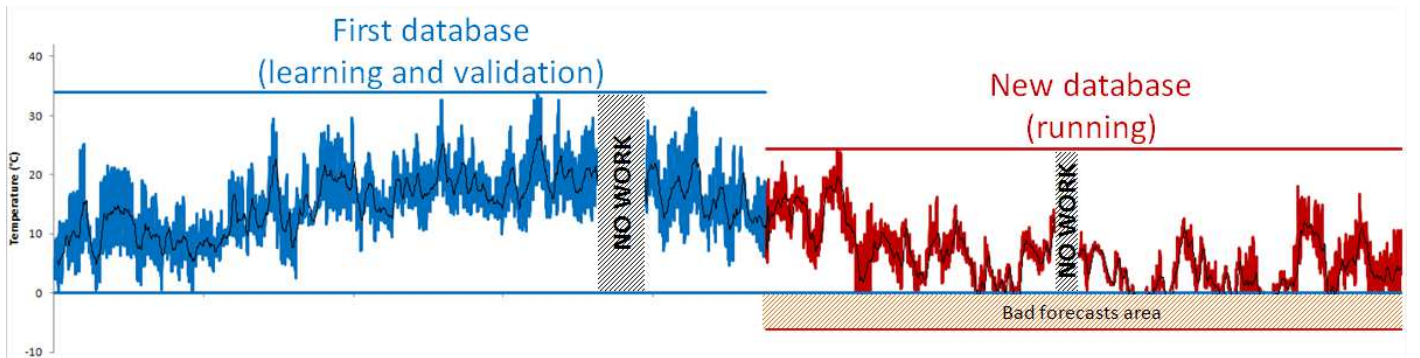 First database
(learning and validation)
New database
(running)
Temperature (°C)
40
30
20
10
0
-10
NO WORK
NO WORK
Bad forecasts area